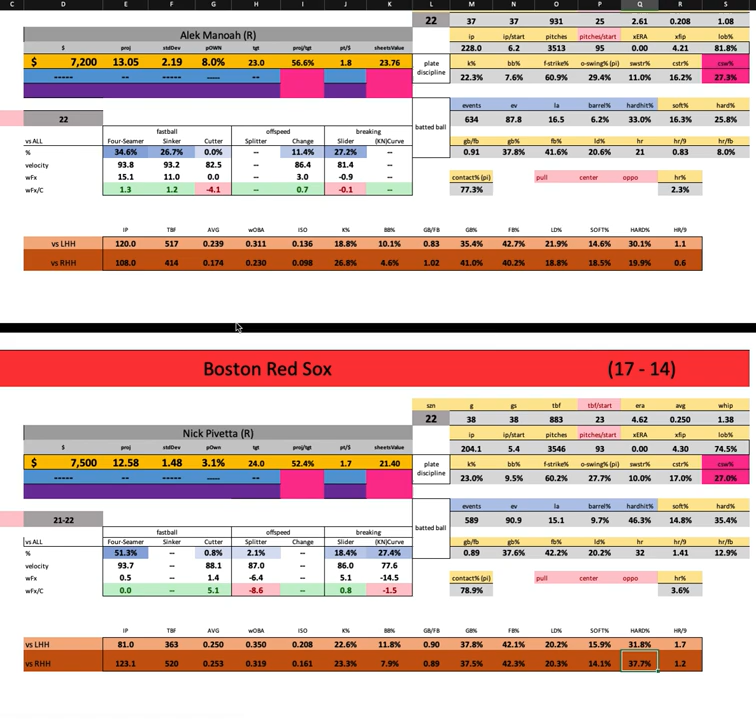 C D E F G H I J K L M N O P Q R S
22 37 37 931 25 2.61 0.208 1.08
Alek Manoah (R) ip ip/start pitches pitches/start xERA xfip lob%
228.0 6.2 3513 95 0.00 4.21 81.8%
$ proj stdDev pOWN tgt proj/tgt pt/$ sheetsValue
$ 7,200 13.05 2.19 8.0% 23.0 56.6% 1.8 23.76
plate discipline k% bb% f-strike% o-swing% (pi) swstr% cstr% csw%
22.3% 7.6% 60.9% 29.4% 11.0% 16.2% 27.3%
----- -- ---- --
events ev la barrel% hardhit% soft% hard%
22 634 87.8 16.5 6.2% 33.0% 16.3% 25.8%
batted ball
fastball offspeed breaking
gb/fb gb% fb% ld% hr hr/9 hr/fb
vs ALL Four-Seamer Sinker Cutter Splitter Change Slider (KN)Curve
0.91 37.8% 41.6% 20.6% 21 0.83 8.0%
% 34.6% 26.7% 0.0% -- 11.4% 27.2% --
velocity 93.8 93.2 82.5 -- 86.4 81.4 --
wFx 15.1 11.0 0.0 -- 3.0 -0.9 --
contact% (pi) pull center oppo hr%
wFx/C 1.3 1.2 -4.1 -- 0.7 -0.1 --
77.3% 2.3%
IP TBF AVG wOBA ISO K% BB% GB/FB GB% FB% LD% SOFT% HARD% HR/9
vs LHH 120.0 517 0.239 0.311 0.136 18.8% 10.1% 0.83 35.4% 42.7% 21.9% 14.6% 30.1% 1.1
vs RHH 108.0 414 0.174 0.230 0.098 26.8% 4.6% 1.02 41.0% 40.2% 18.8% 18.5% 19.9% 0.6
Boston Red Sox (17 - 14)
szn g gs tbf tbf/start era avg whip
22 38 38 883 23 4.62 0.250 1.38
Nick Pivetta (R) ip ip/start pitches pitches/start xERA xfip lob%
204.1 5.4 3546 93 0.00 4.30 74.5%
$ proj stdDev pOwn tgt proj/tgt pt/$ sheetsValue
$ 7,500 12.58 1.48 3.1% 24.0 52.4% 1.7 21.40
plate discipline k% bb% f-strike% o-swing% (pi) swstr% cstr% csw%
23.0% 9.5% 60.2% 27.7% 10.0% 17.0% 27.0%
----- -- ---- --
events ev la barrel% hardhit% soft% hard%
21-22 589 90.9 15.1 9.7% 46.3% 14.8% 35.4%
batted ball
fastball offspeed breaking
gb/fb gb% fb% ld% hr hr/9 hr/fb
vs ALL Four-Seamer Sinker Cutter Splitter Change Slider (KN)Curve
0.89 37.6% 42.2% 20.2% 32 1.41 12.9%
% 51.3% -- 0.8% 2.1% -- 18.4% 27.4%
velocity 93.7 -- 88.1 87.0 -- 86.0 77.6
wFx 0.5 -- 1.4 -6.4 -- 5.1 -14.5
contact% (pi) pull center oppo hr%
wFx/C 0.0 -- 5.1 -8.6 -- 0.8 -1.5
78.9% 3.6%
IP TBF AVG wOBA ISO K% BB% GB/FB GB% FB% LD% SOFT% HARD% HR/9
vs LHH 81.0 363 0.250 0.350 0.208 22.6% 11.8% 0.90 37.8% 42.1% 20.2% 15.9% 31.8% 1.7
vs RHH 123.1 520 0.253 0.319 0.161 23.3% 7.9% 0.89 37.5% 42.3% 20.3% 14.1% 37.7% 1.2